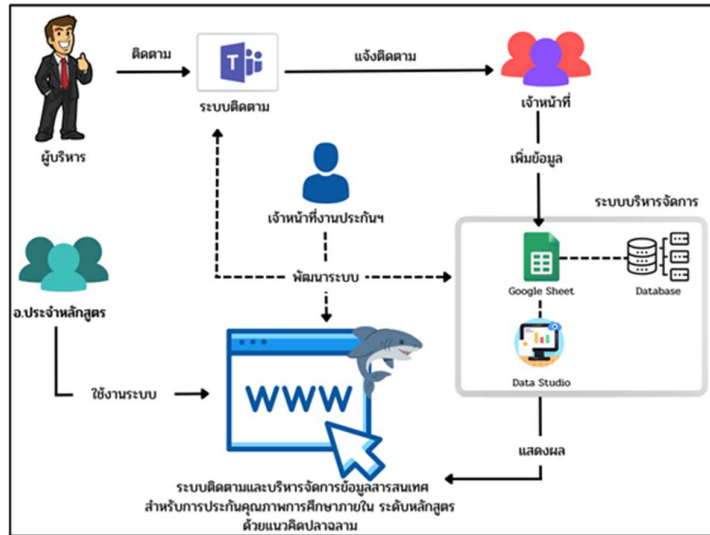 ติดตาม
แจ้งติดตาม
T
ระบบติดตาม
เจ้าหน้าที่
ผู้บริหาร
เพิ่มข้อมูล
ระบบบริหารจัดการ
เจ้าหน้าที่งานประกันฯ
พัฒนาระบบ
Google Sheet
Database
อ.ประจำหลักสูตร
Data Studio
ใช้งานระบบ
WWW
แสดงผล
ระบบติดตามและบริหารจัดการข้อมูลสารสนเทศ
สำหรับการประกันคุณภาพการศึกษาภายใน ระดับหลักสูตร
ด้วยแนวคิดปลาฉลาม